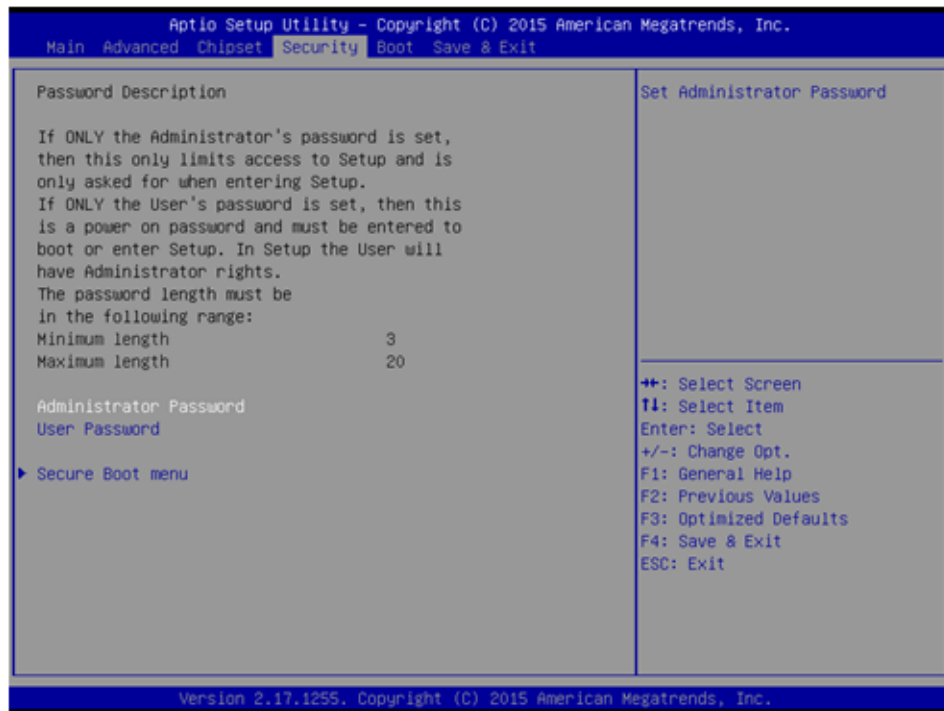 Aptio Setup Utility – Copyright (C) 2015 American Megatrends, Inc.
Main Advanced Chipset Security Boot Save & Exit
Password Description
If ONLY the Administrator's password is set,
then this only limits access to Setup and is
only asked for when entering Setup.
If ONLY the User's password is set, then this
is a power on password and must be entered to
boot or enter Setup. In Setup the User will
have Administrator rights.
The password length must be
in the following range:
Minimum length 3
Maximum length 20
Administrator Password
User Password
Secure Boot menu
Set Administrator Password
→←: Select Screen
↑↓: Select Item
Enter: Select
+/-: Change Opt.
F1: General Help
F2: Previous Values
F3: Optimized Defaults
F4: Save & Exit
ESC: Exit
Version 2.17.1255. Copyright (C) 2015 American Megatrends, Inc.